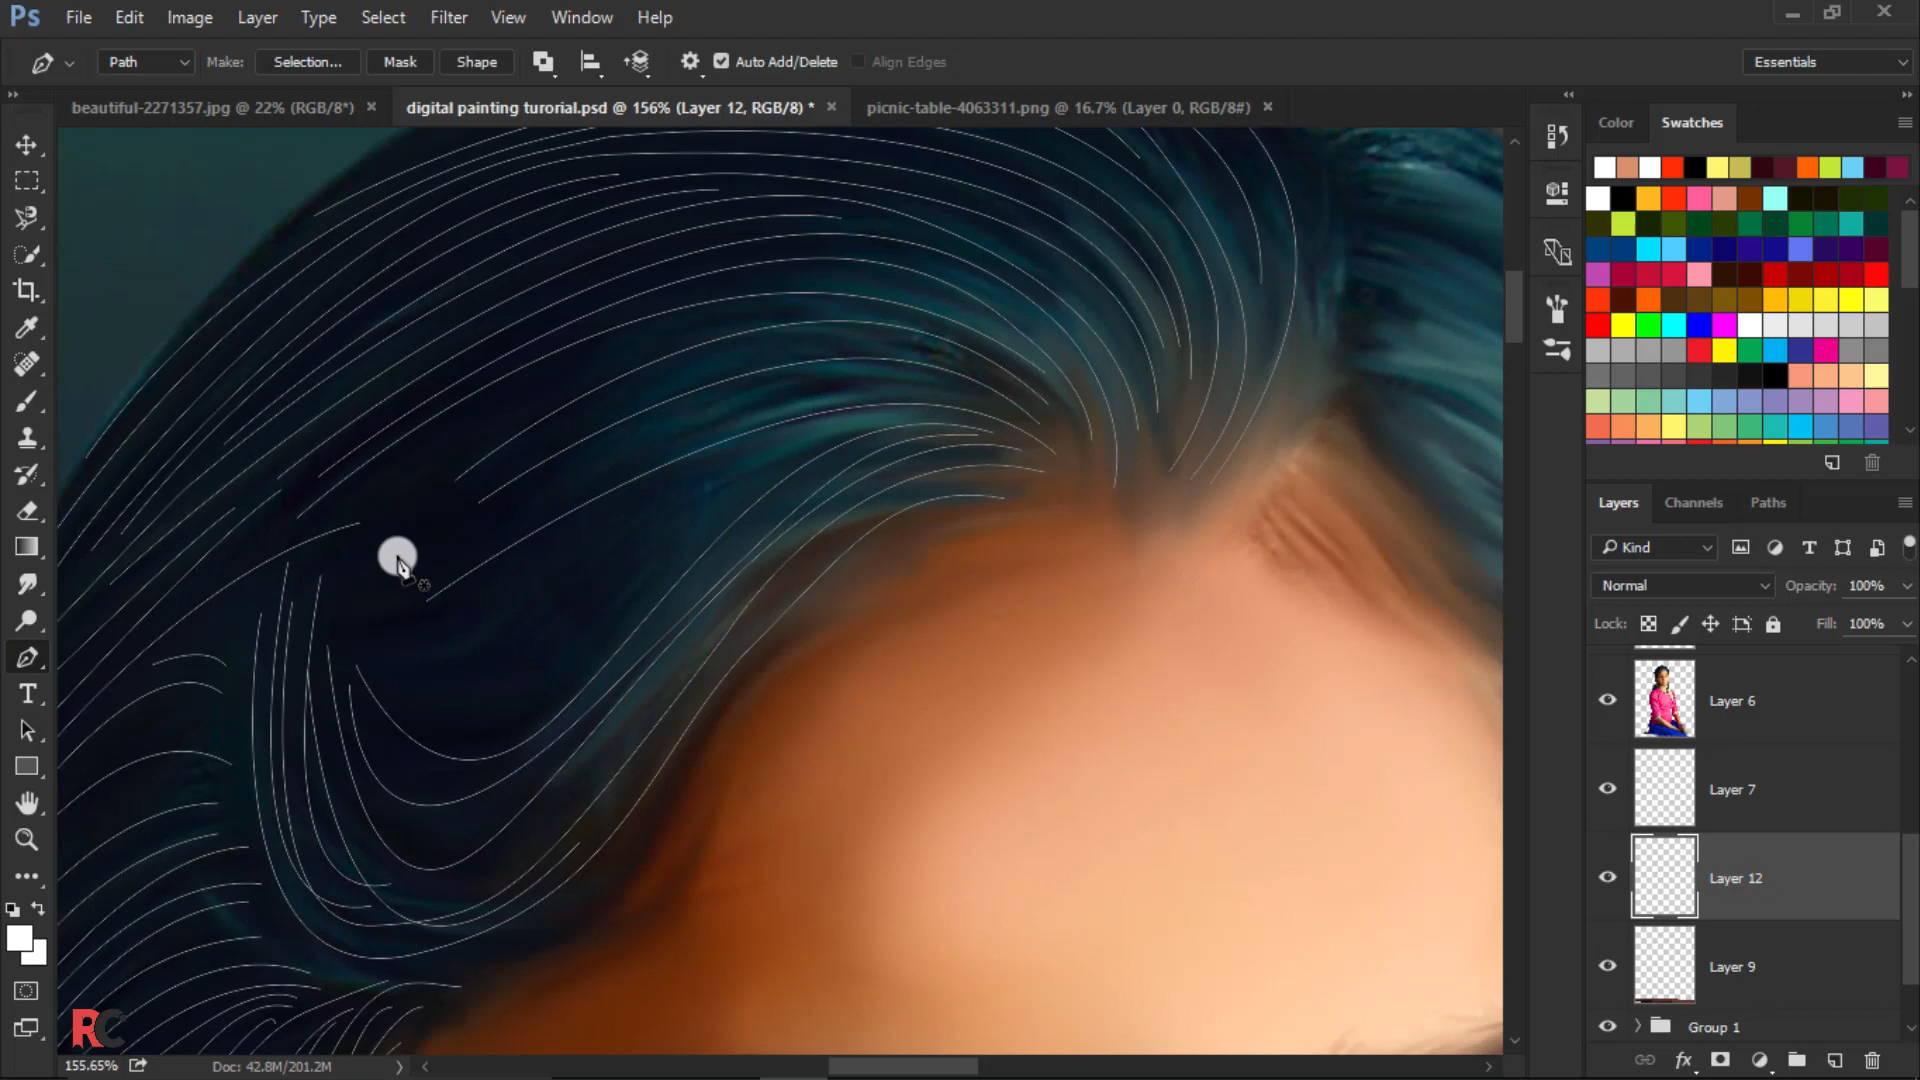 Ps File Edit Image Layer Type Select Filter View Window Help
Path Make: Selection... Mask Shape Auto Add/Delete Align Edges Essentials
beautiful-2271357.jpg @ 22% (RGB/8*) digital painting turorial.psd @ 156% (Layer 12, RGB/8) * picnic-table-4063311.png @ 16.7% (Layer 0, RGB/8#)
Color Swatches
Layers Channels Paths
Kind
Normal Opacity: 100%
Lock: Fill: 100%
Layer 6
Layer 7
Layer 12
Layer 9
Group 1
RC
155.65% Doc: 42.8M/201.2M